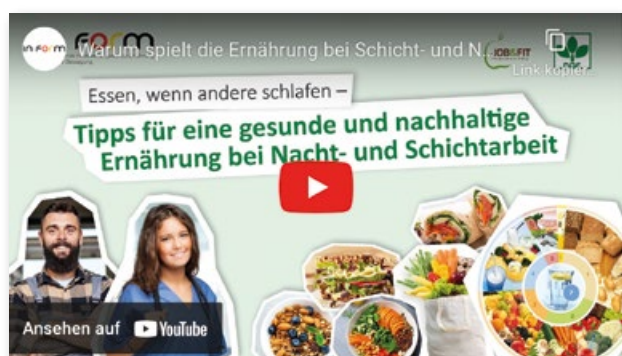 IN FORM
Warum spielt die Ernährung bei Schicht- und N...
JOB&FIT
Link kopier...
Essen, wenn andere schlafen –
Tipps für eine gesunde und nachhaltige
Ernährung bei Nacht- und Schichtarbeit
Ansehen auf YouTube